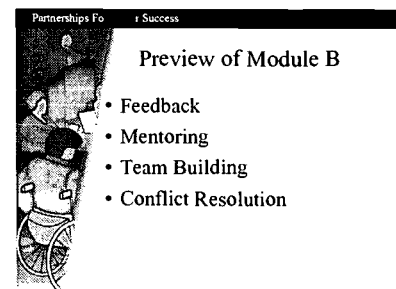 Partnerships Fo r Success
Preview of Module B
• Feedback
• Mentoring
• Team Building
• Conflict Resolution